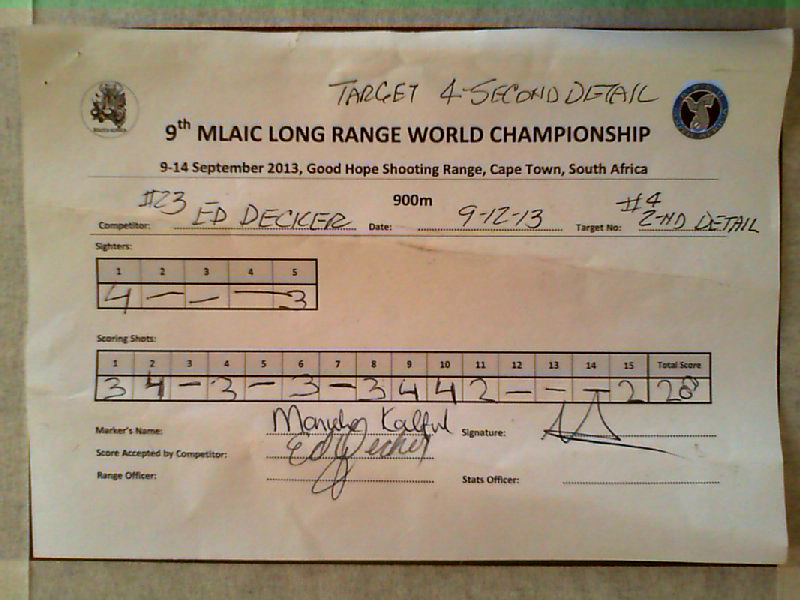 TARGET 4-SECOND DETAIL
SOUTH AFRICA
9th MLAIC LONG RANGE WORLD CHAMPIONSHIP
9-14 September 2013, Good Hope Shooting Range, Cape Town, South Africa
900m
#23 #4
Competitor: ED DECKER Date: 9-12-13 Target No: 2-ND DETAIL
Sighters:
1 2 3 4 5
4 — — — 3
Scoring Shots:
1 2 3 4 5 6 7 8 9 10 11 12 13 14 15 Total Score
3 4 — 3 — 3 — 3 4 4 2 — — — 2 28
Marker's Name: Signature:
Score Accepted by Competitor: Ed Decker
Range Officer: Stats Officer: